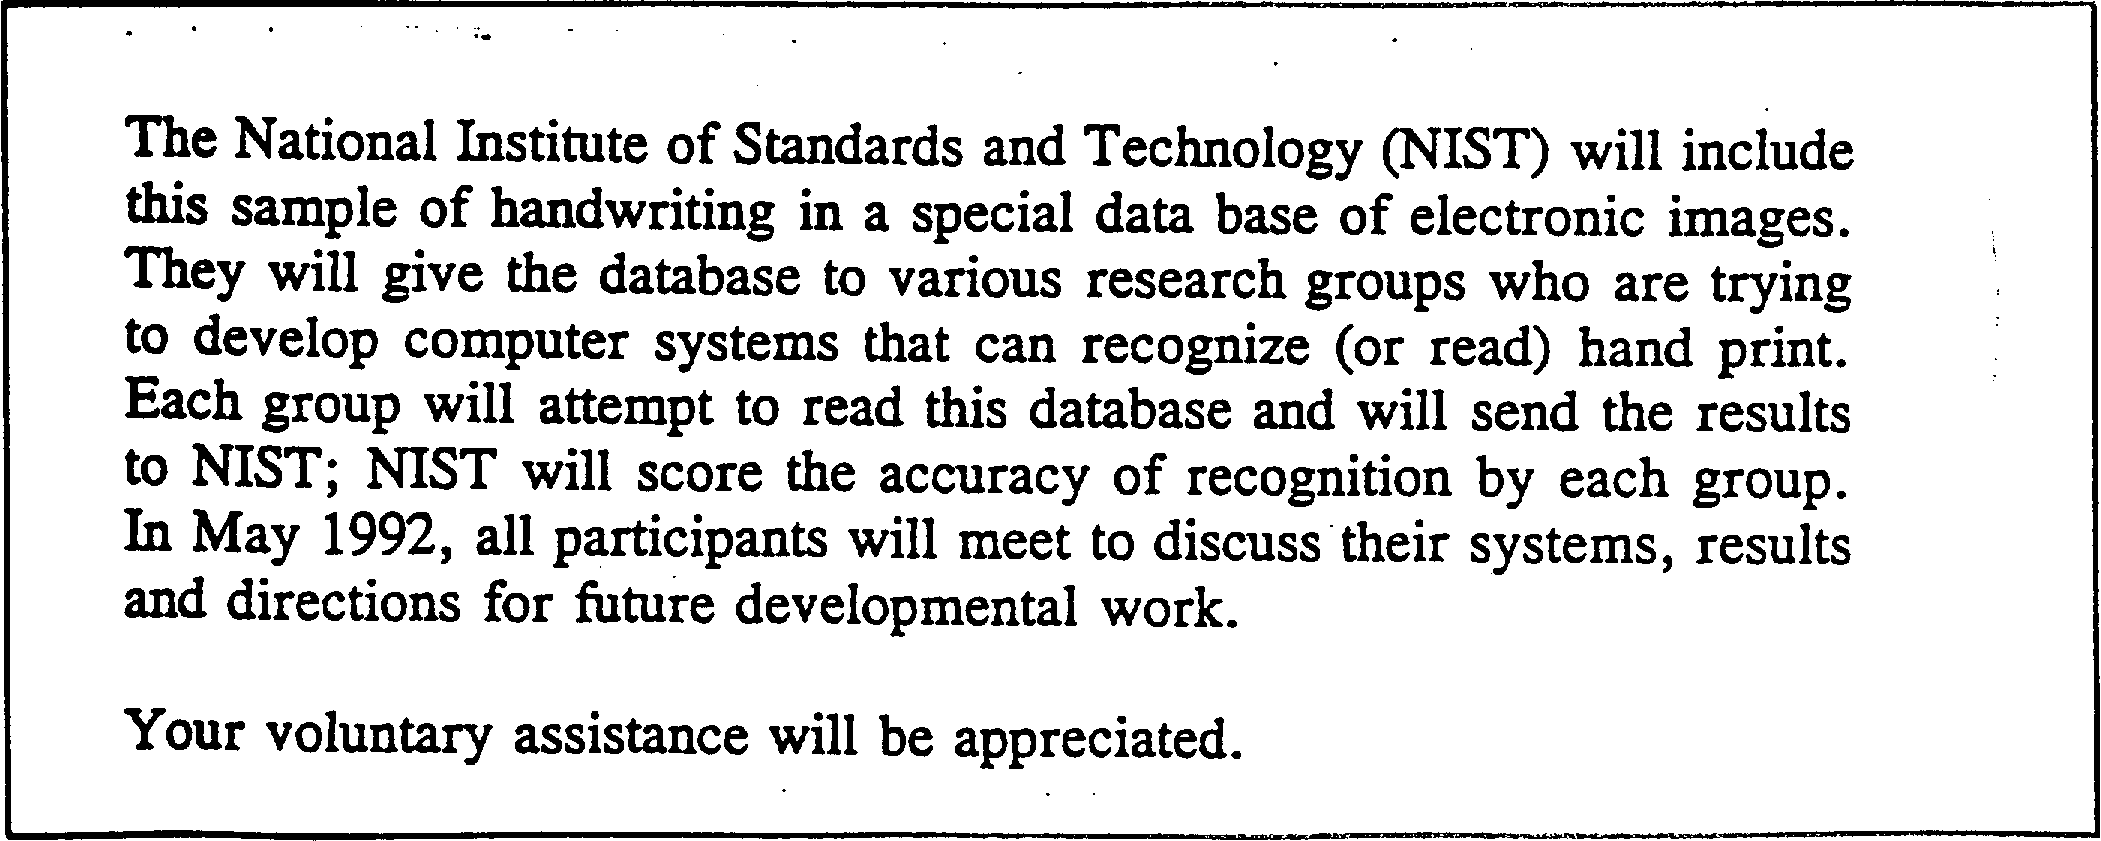 The National Institute of Standards and Technology (NIST) will include
this sample of handwriting in a special data base of electronic images.
They will give the database to various research groups who are trying
to develop computer systems that can recognize (or read) hand print.
Each group will attempt to read this database and will send the results
to NIST; NIST will score the accuracy of recognition by each group.
In May 1992, all participants will meet to discuss their systems, results
and directions for future developmental work.
Your voluntary assistance will be appreciated.